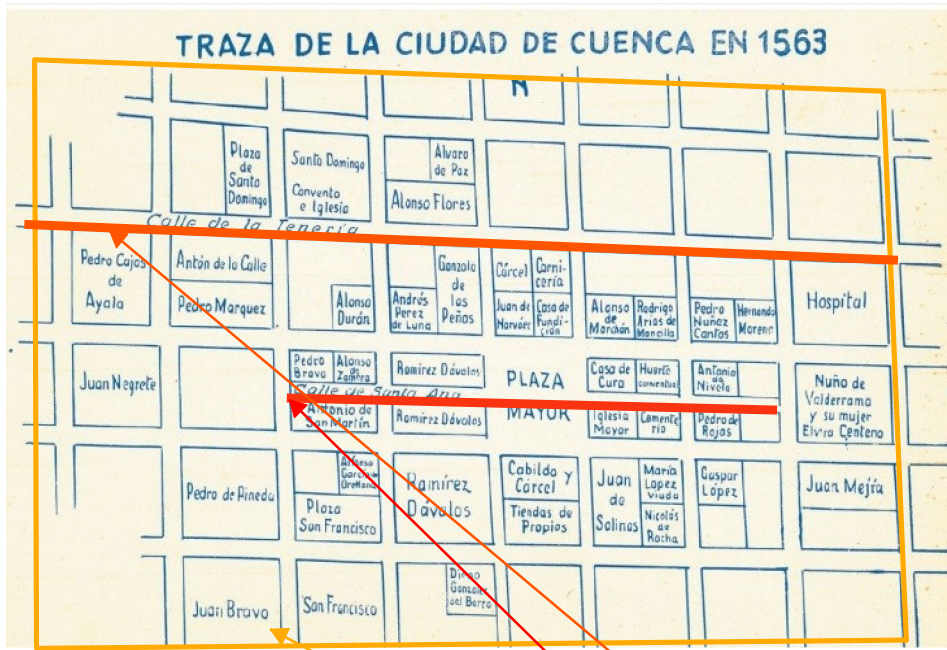 TRAZA DE LA CIUDAD DE CUENCA EN 1563
N
Plaza
de
Santo
Domingo
Santo Domingo
Convento
e Iglesia
Alvaro
de Paz
Alonso Flores
Calle de la Tenería
Pedro Cajas
de
Ayala
Antón de la Calle
Pedro Marquez
Alonso
Durán
Andrés
Perez
de Luna
Gonzalo
de
las
Peñas
Cárcel
Carni-
cería
Juan de
Narváez
Casa de
Fundi-
ción
Alonso
de
Marchán
Rodrigo
Arias de
Mancilla
Pedro
Nuñez
Cantos
Hernando
Moreno
Hospital
Juan Negrete
Pedro
Bravo
Alonso
de
Zamora
Ramírez Dávalos
PLAZA
MAYOR
Casa de
Cura
Huerto
conventual
Antonio
de
Nivela
Nuño de
Valderrama
y su mujer
Elvira Centeno
Calle de Santa Ana
Antonio de
San Martín
Ramírez Dávalos
Iglesia
Mayor
Cemente-
rio
Pedro de
Rojas
Pedro de Pineda
Alfonso
García de
Orellana
Plaza
San Francisco
Ramírez
Dávalos
Cabildo y
Cárcel
Tiendas de
Propios
Juan
de
Salinas
María
Lopez
Viuda
Nicolás
de
Rocha
Gaspar
López
Juan Mejía
Juan Bravo
San Francisco
Diego
Gonzalez
del Barco